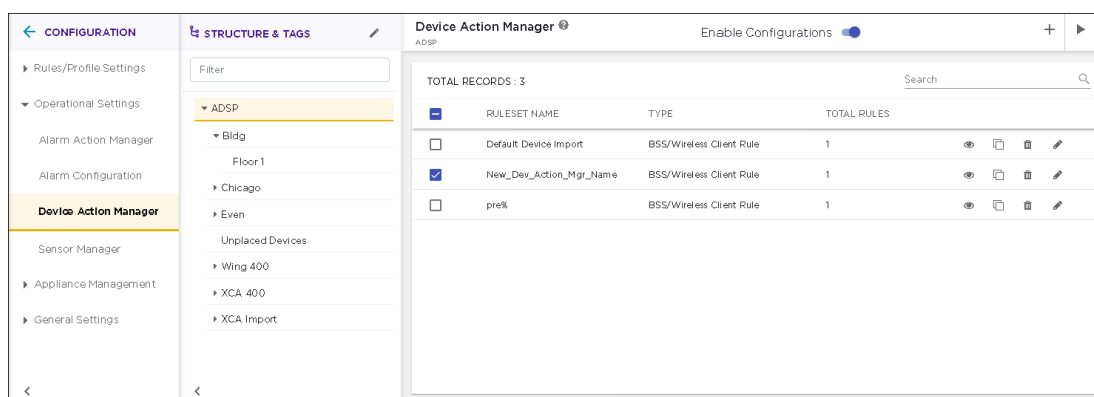 CONFIGURATION
Rules/Profile Settings
Operational Settings
Alarm Action Manager
Alarm Configuration
Device Action Manager
Sensor Manager
Appliance Management
General Settings
STRUCTURE & TAGS
Filter
ADSP
Bldg
Floor 1
Chicago
Even
Unplaced Devices
Wing 400
XCA 400
XCA Import
Device Action Manager
ADSP
Enable Configurations
TOTAL RECORDS : 3
Search
RULESET NAME TYPE TOTAL RULES
Default Device Import BSS/Wireless Client Rule 1
New_Dev_Action_Mgr_Name BSS/Wireless Client Rule 1
pre% BSS/Wireless Client Rule 1